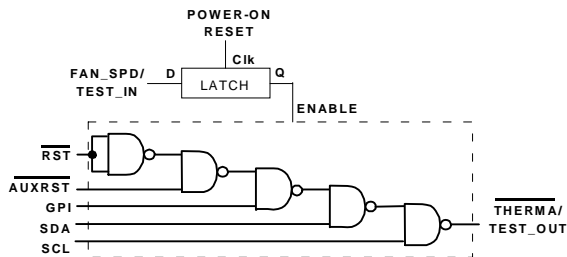 POWER-ON
RESET
Clk
FAN_SPD/
TEST_IN
D
LATCH
Q
ENABLE
RST
AUXRST
GPI
SDA
SCL
THERMA/
TEST_OUT